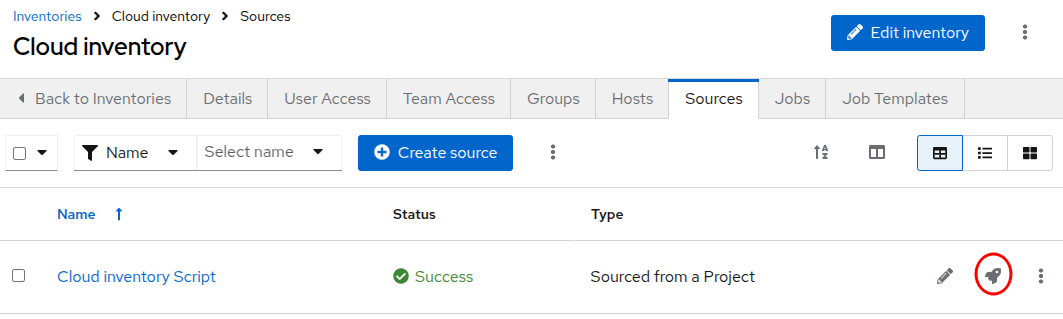 Inventories > Cloud inventory > Sources
Cloud inventory
Edit inventory
Back to Inventories Details User Access Team Access Groups Hosts Sources Jobs Job Templates
Name Select name Create source
Name Status Type
Cloud inventory Script Success Sourced from a Project